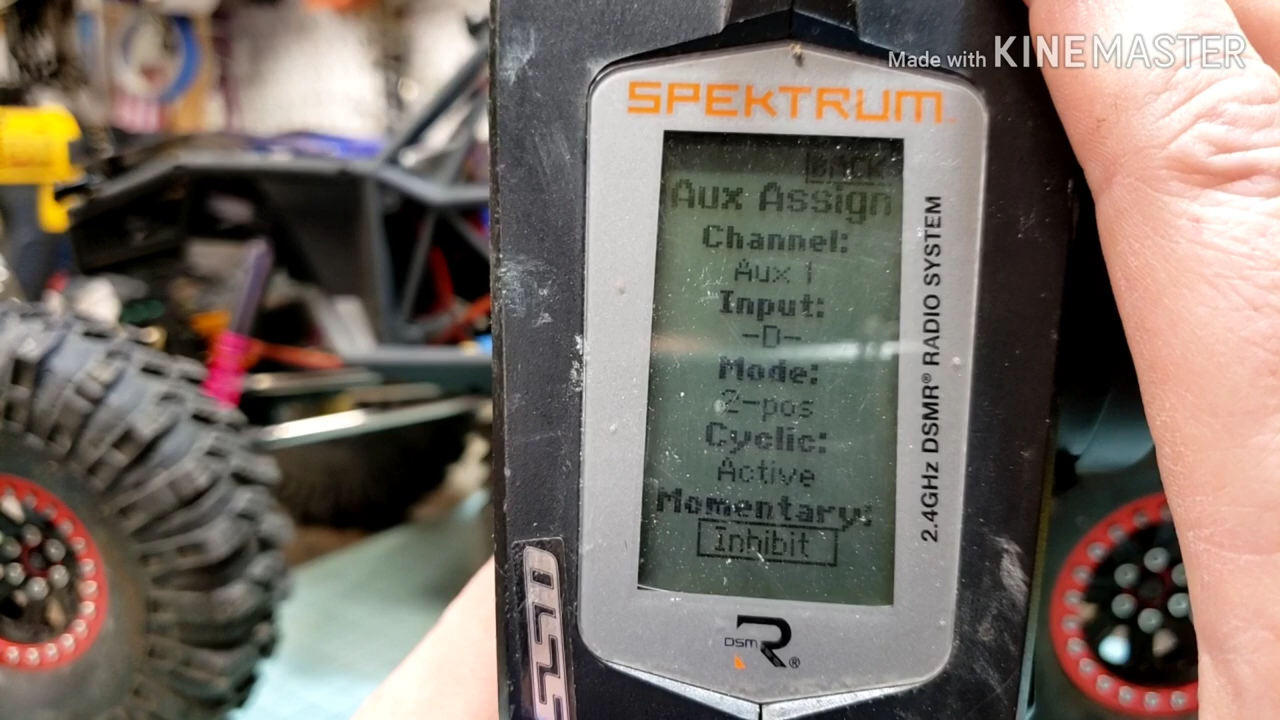 Made with KINEMASTER
SPEKTRUM
BACK
Aux Assign
Channel:
Aux 1
Input:
-D-
Mode:
2-pos
Cyclic:
Active
Momentary:
Inhibit
2.4GHz DSMR® RADIO SYSTEM
DSM R®